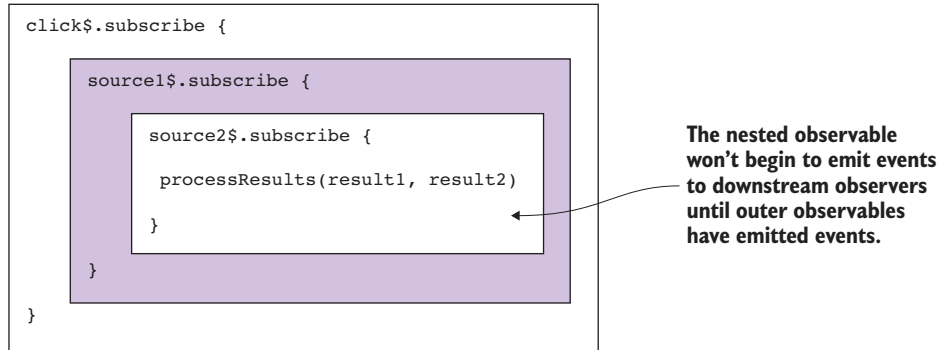 click$.subscribe {
source1$.subscribe {
source2$.subscribe {
processResults(result1, result2)
}
}
}
The nested observable
won’t begin to emit events
to downstream observers
until outer observables
have emitted events.